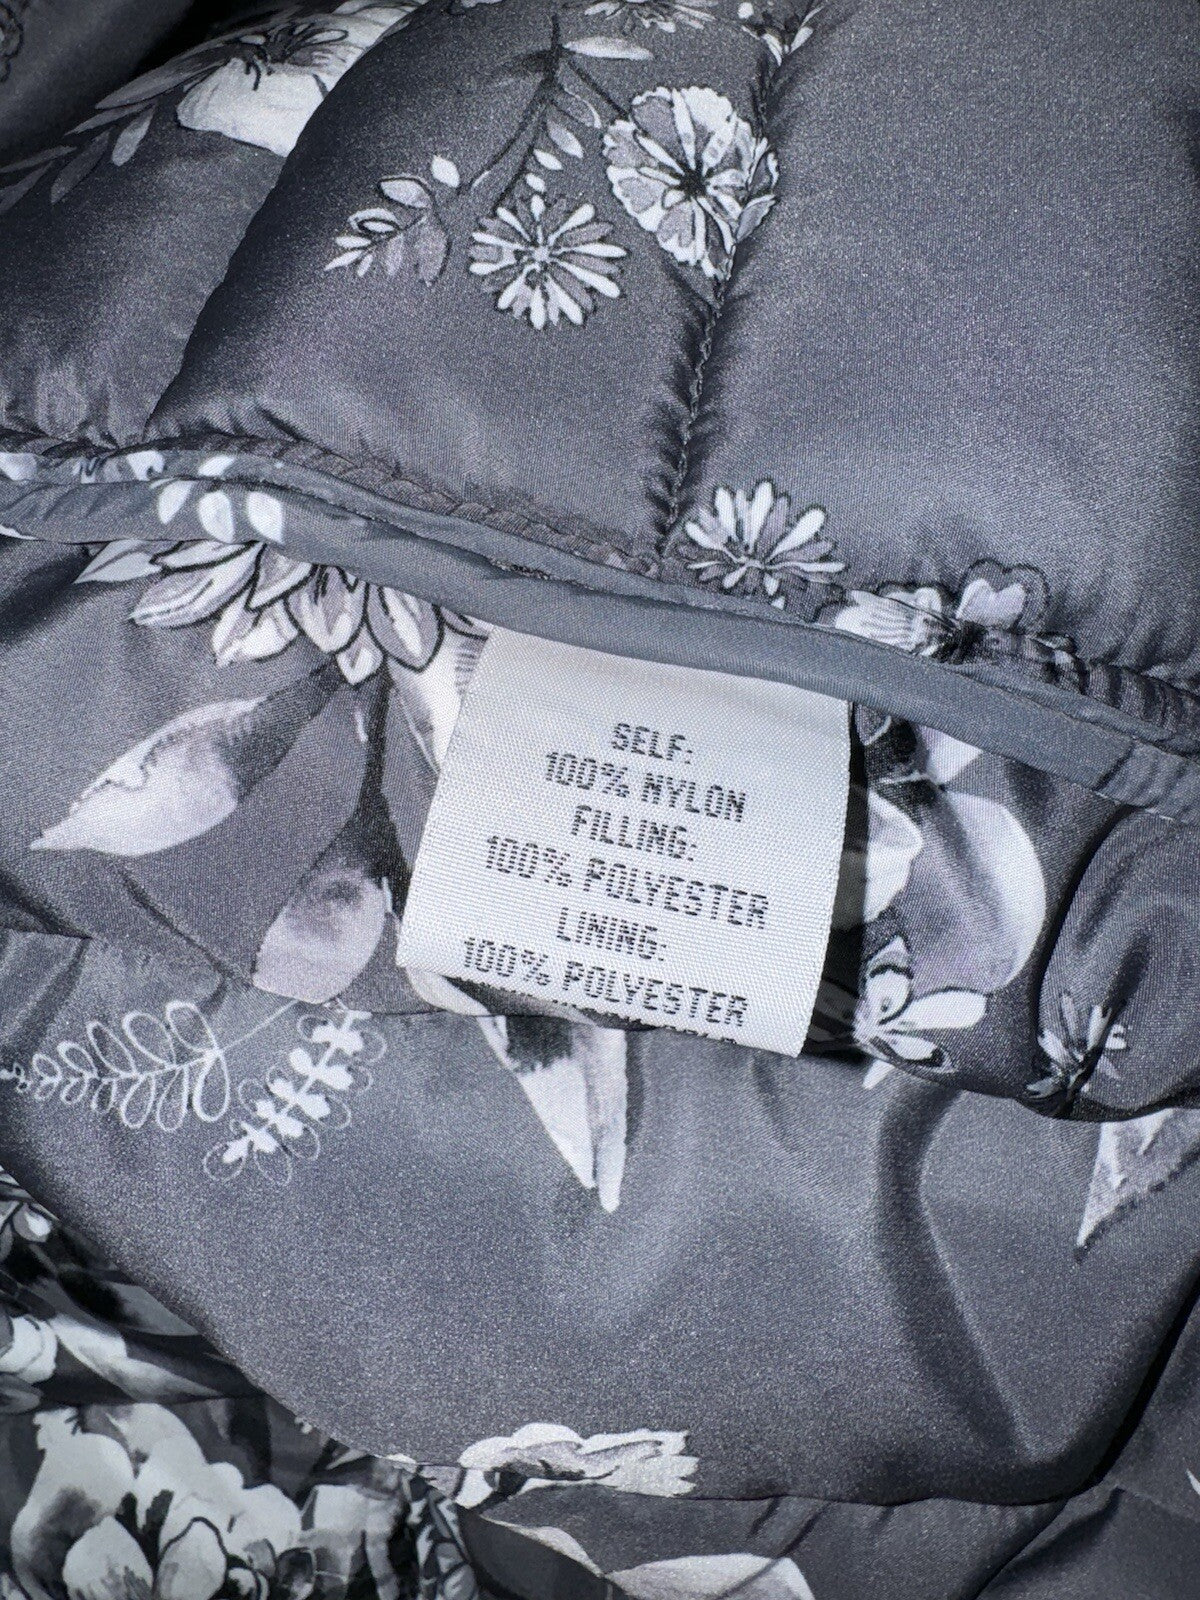 SELF:
100% NYLON
FILLING:
100% POLYESTER
LINING:
100% POLYESTER